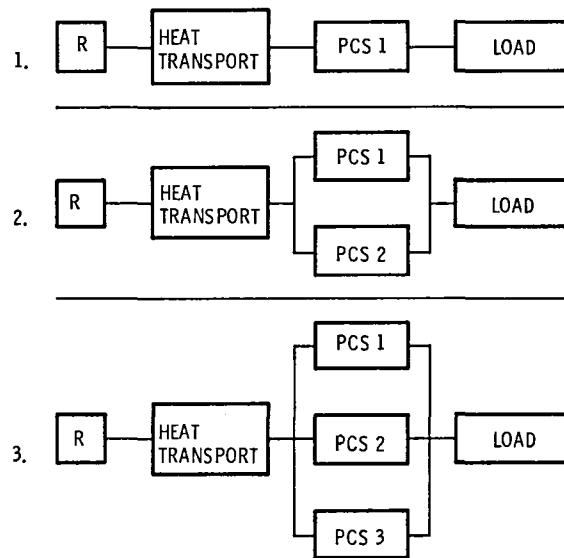 1.
R
HEAT
TRANSPORT
PCS 1
LOAD
2.
R
HEAT
TRANSPORT
PCS 1
PCS 2
LOAD
3.
R
HEAT
TRANSPORT
PCS 1
PCS 2
PCS 3
LOAD